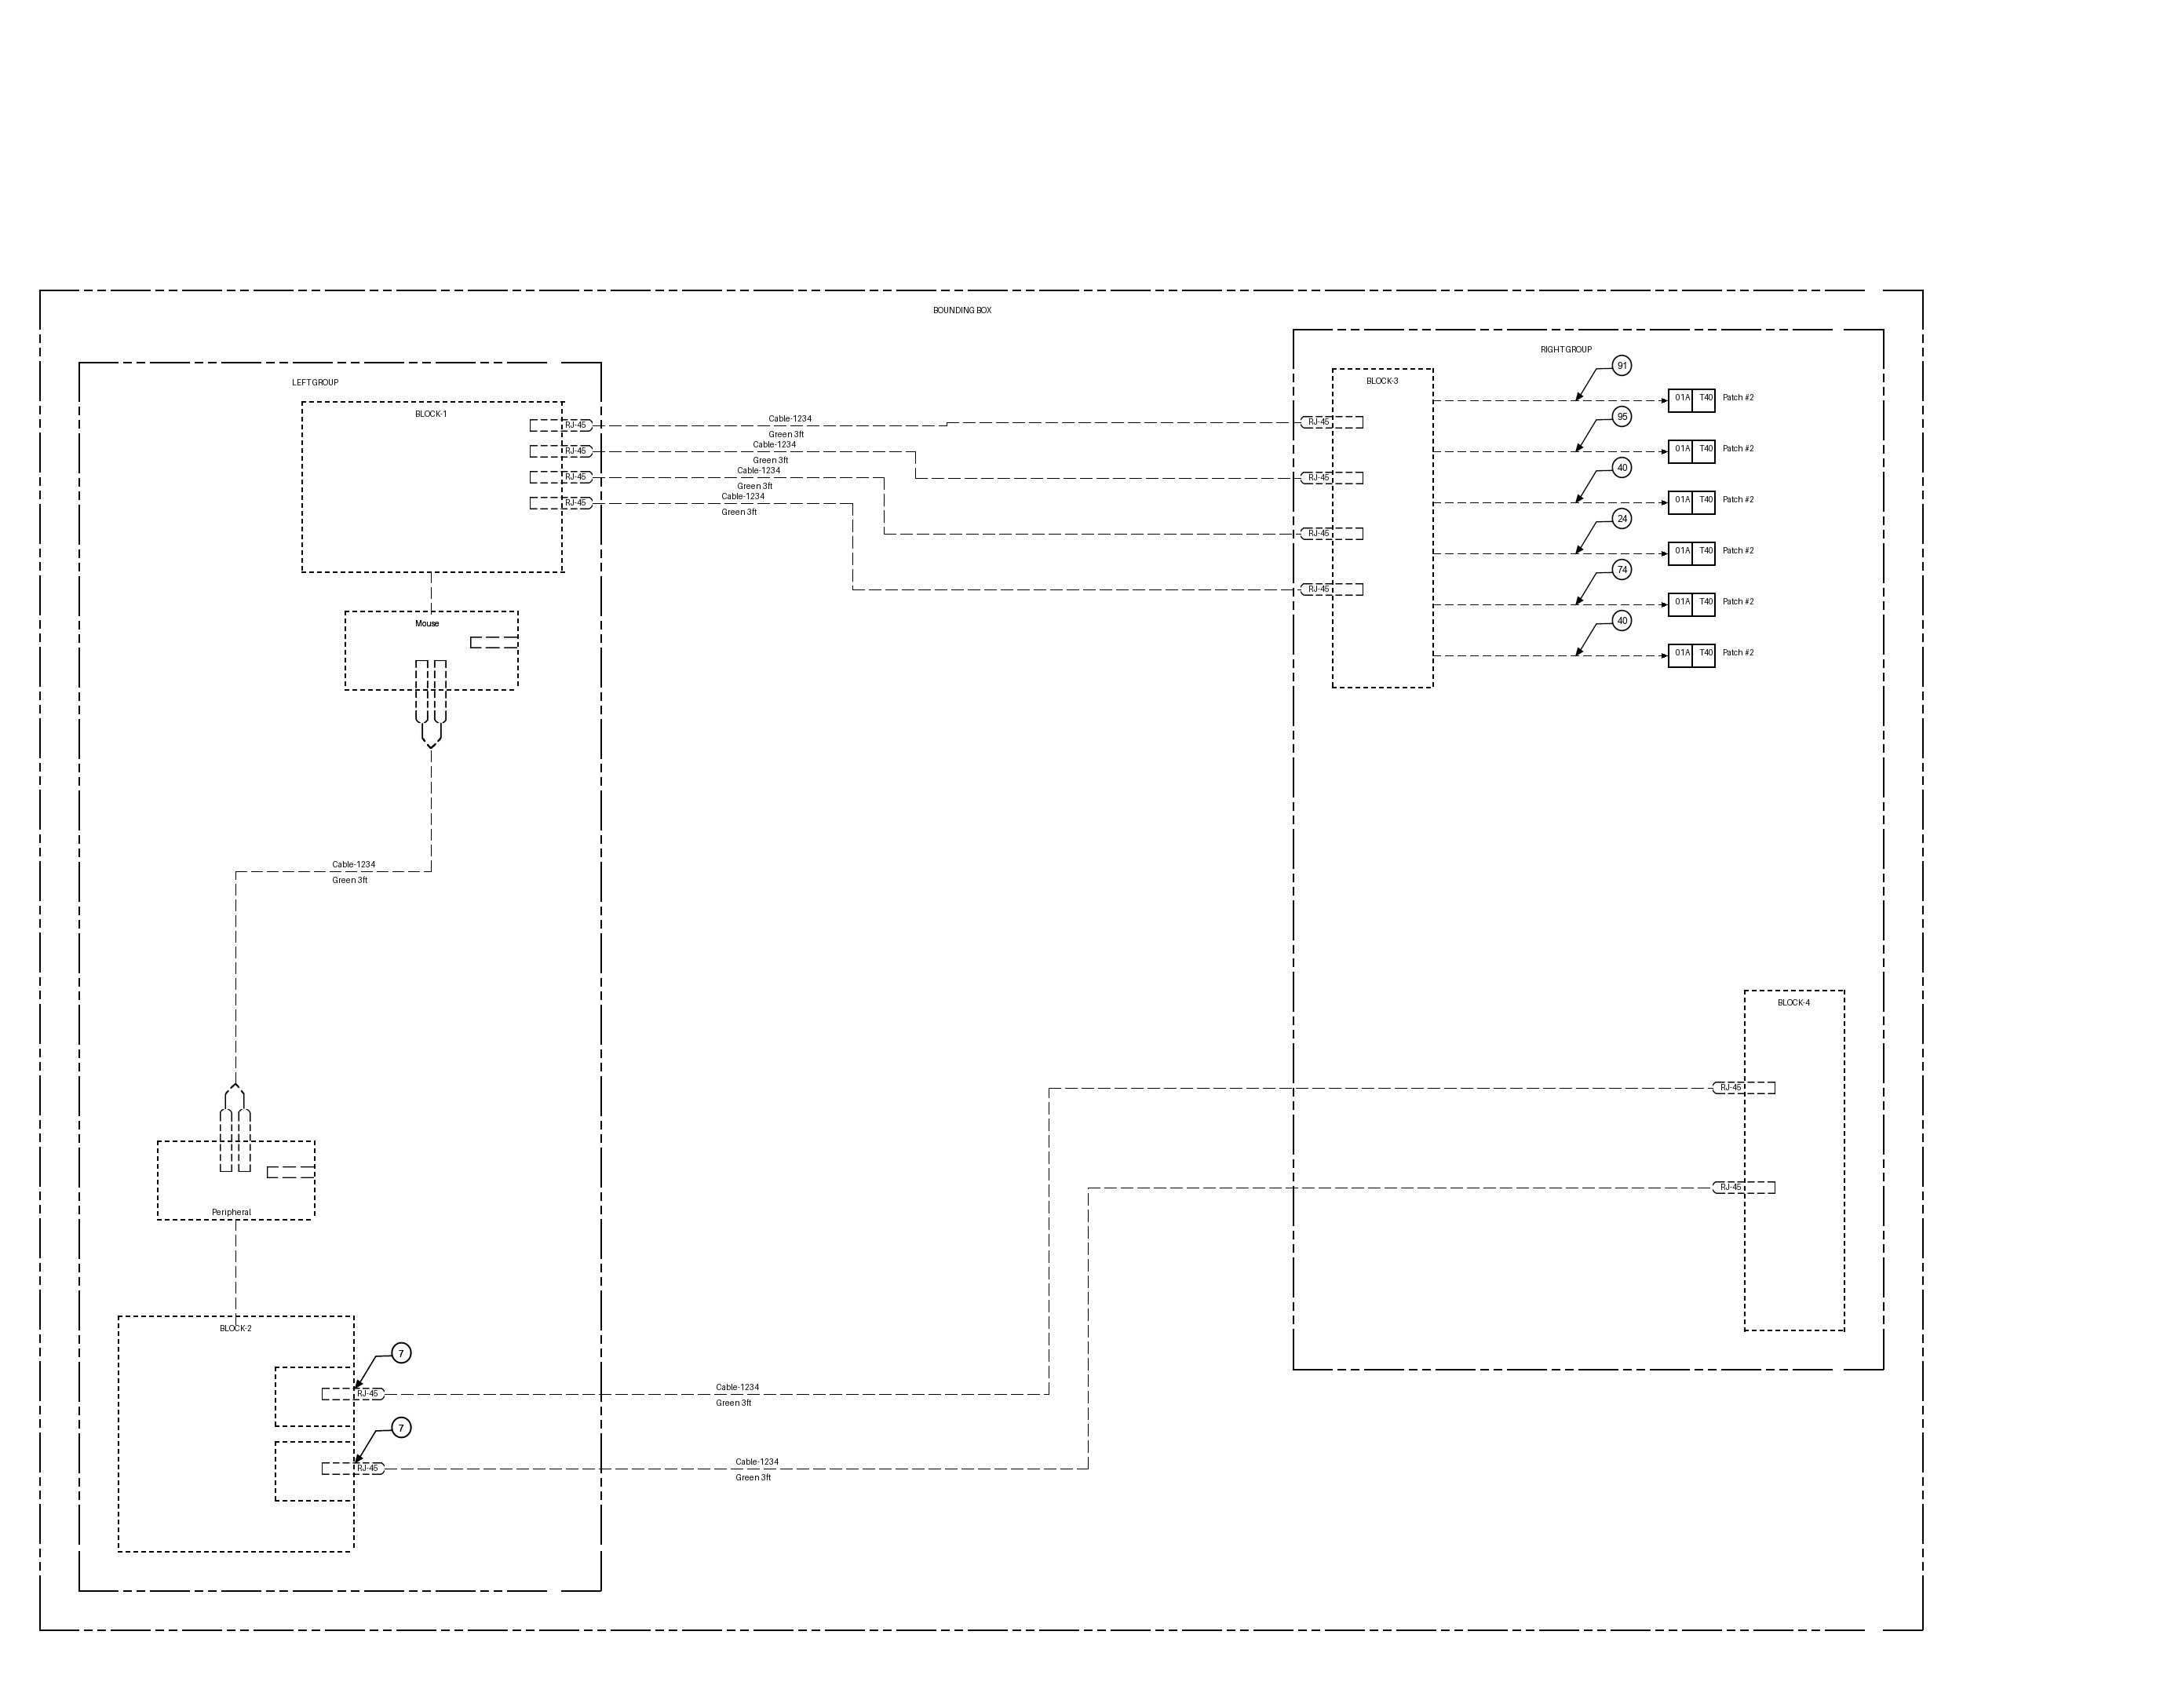 BOUNDING BOX
LEFT GROUP
BLOCK-1
RJ-45
RJ-45
RJ-45
RJ-45
Cable-1234
Green 3ft
Cable-1234
Green 3ft
Cable-1234
Green 3ft
Cable-1234
Green 3ft
Mouse
Cable-1234
Green 3ft
Peripheral
BLOCK-2
7
RJ-45
7
RJ-45
Cable-1234
Green 3ft
Cable-1234
Green 3ft
RIGHT GROUP
BLOCK-3
RJ-45
RJ-45
RJ-45
RJ-45
91
01A T40 Patch #2
95
01A T40 Patch #2
40
01A T40 Patch #2
24
01A T40 Patch #2
74
01A T40 Patch #2
40
01A T40 Patch #2
BLOCK-4
RJ-45
RJ-45